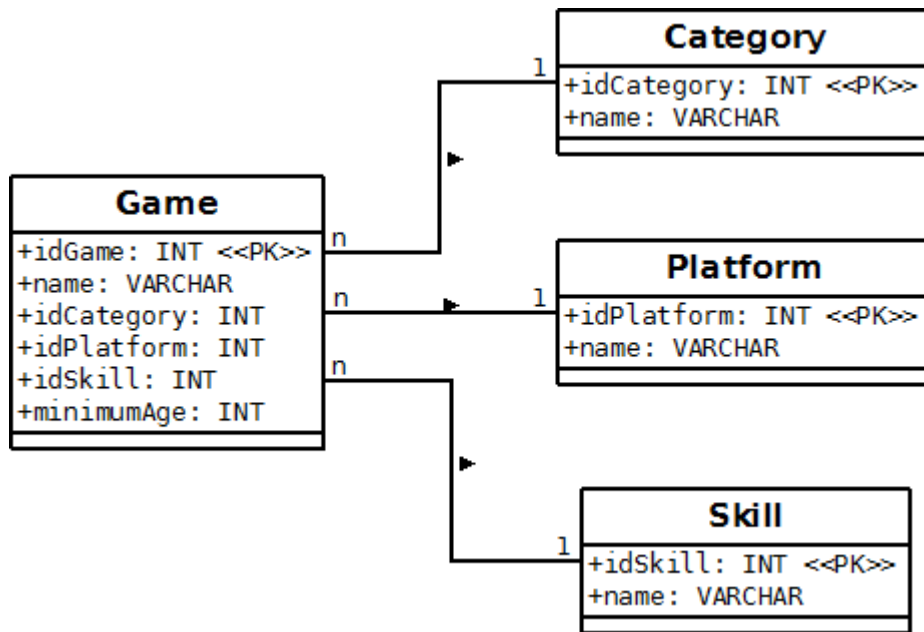 Category
+idCategory: INT <<PK>>
+name: VARCHAR
1
Game
+idGame: INT <<PK>>
+name: VARCHAR
+idCategory: INT
+idPlatform: INT
+idSkill: INT
+minimumAge: INT
n
n
n
1
Platform
+idPlatform: INT <<PK>>
+name: VARCHAR
1
Skill
+idSkill: INT <<PK>>
+name: VARCHAR